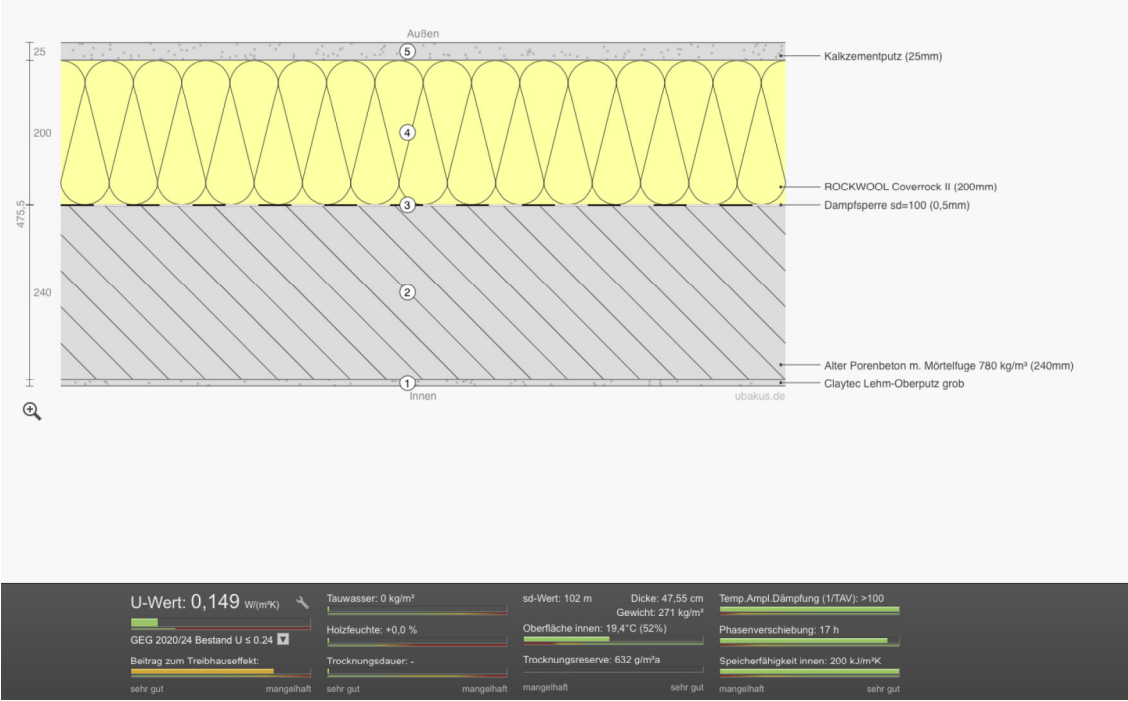 Außen
25
5
Kalkzementputz (25mm)
200
4
ROCKWOOL Coverrock II (200mm)
3
Dampfsperre sd=100 (0,5mm)
475,5
240
2
Alter Porenbeton m. Mörtelfuge 780 kg/m³ (240mm)
1
Claytec Lehm-Oberputz grob
Innen
ubakus.de
U-Wert: 0,149 W/(m²K)
GEG 2020/24 Bestand U ≤ 0.24
Beitrag zum Treibhauseffekt:
sehr gut mangelhaft
Tauwasser: 0 kg/m²
Holzfeuchte: +0,0 %
Trocknungsdauer: -
sehr gut mangelhaft
sd-Wert: 102 m Dicke: 47,55 cm
Gewicht: 271 kg/m²
Oberfläche innen: 19,4°C (52%)
Trocknungsreserve: 632 g/m²a
mangelhaft sehr gut
Temp.Ampl.Dämpfung (1/TAV): >100
Phasenverschiebung: 17 h
Speicherfähigkeit innen: 200 kJ/m²K
mangelhaft sehr gut